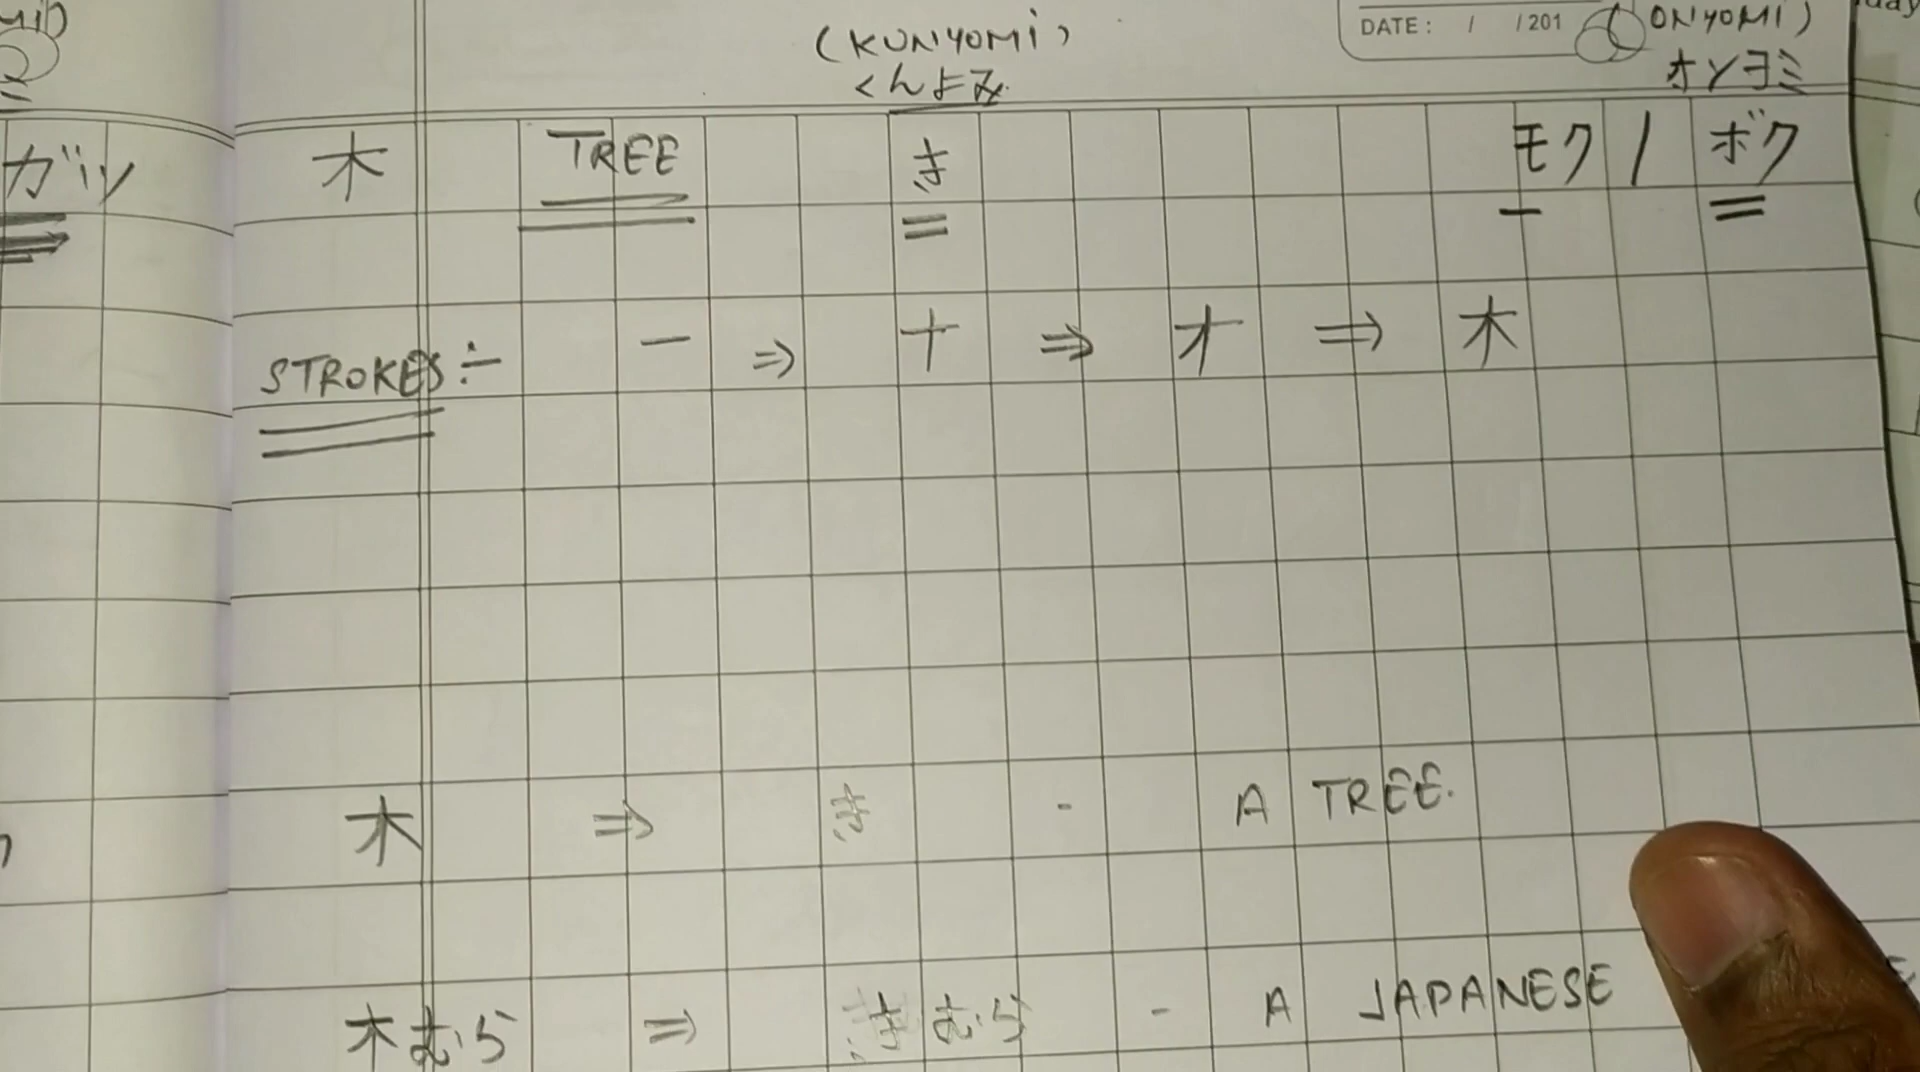 (KUNYOMI)
くんよみ
DATE: / /201
(ONYOMI)
オンヨミ
ガツ
木 TREE き モク / ボク
STROKES:- 一 ⇒ 十 ⇒ オ ⇒ 木
木 ⇒ き - A TREE.
木むら ⇒ きむら - A JAPANESE